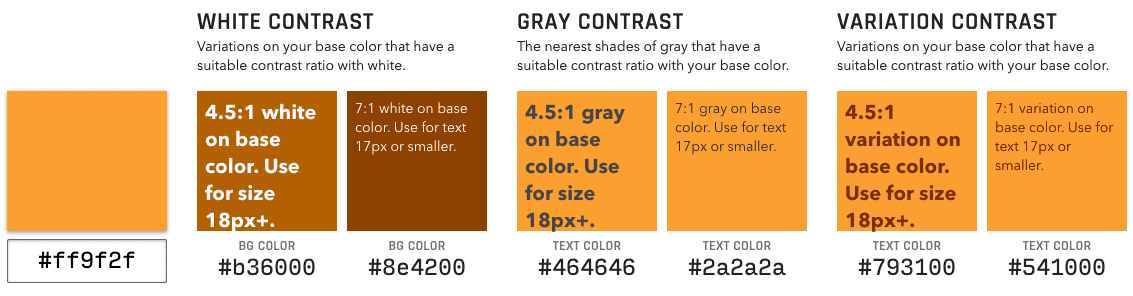 WHITE CONTRAST
Variations on your base color that have a
suitable contrast ratio with white.
4.5:1 white
on base
color. Use
for size
18px+.
BG COLOR
#b36000
7:1 white on base
color. Use for text
17px or smaller.
BG COLOR
#8e4200
GRAY CONTRAST
The nearest shades of gray that have a
suitable contrast ratio with your base color.
4.5:1 gray
on base
color. Use
for size
18px+.
TEXT COLOR
#464646
7:1 gray on base
color. Use for text
17px or smaller.
TEXT COLOR
#2a2a2a
VARIATION CONTRAST
Variations on your base color that have a
suitable contrast ratio with your base color.
4.5:1
variation on
base color.
Use for size
18px+.
TEXT COLOR
#793100
7:1 variation on
base color. Use for
text 17px or
smaller.
TEXT COLOR
#541000
#ff9f2f